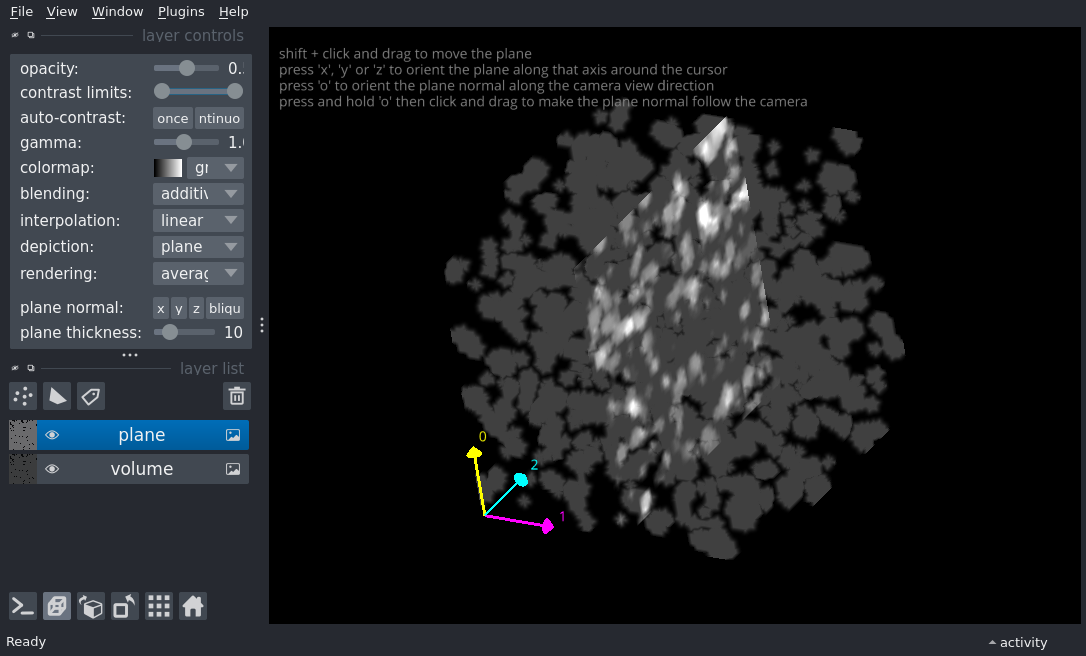 File View Window Plugins Help
layer controls
opacity: 0.
contrast limits:
auto-contrast: once ntinuo
gamma: 1.0
colormap: gr
blending: additiv
interpolation: linear
depiction: plane
rendering: averag
plane normal: x y z bliqu
plane thickness: 10
layer list
plane
volume
shift + click and drag to move the plane
press 'x', 'y' or 'z' to orient the plane along that axis around the cursor
press 'o' to orient the plane normal along the camera view direction
press and hold 'o' then click and drag to make the plane normal follow the camera
0
2
1
Ready
activity